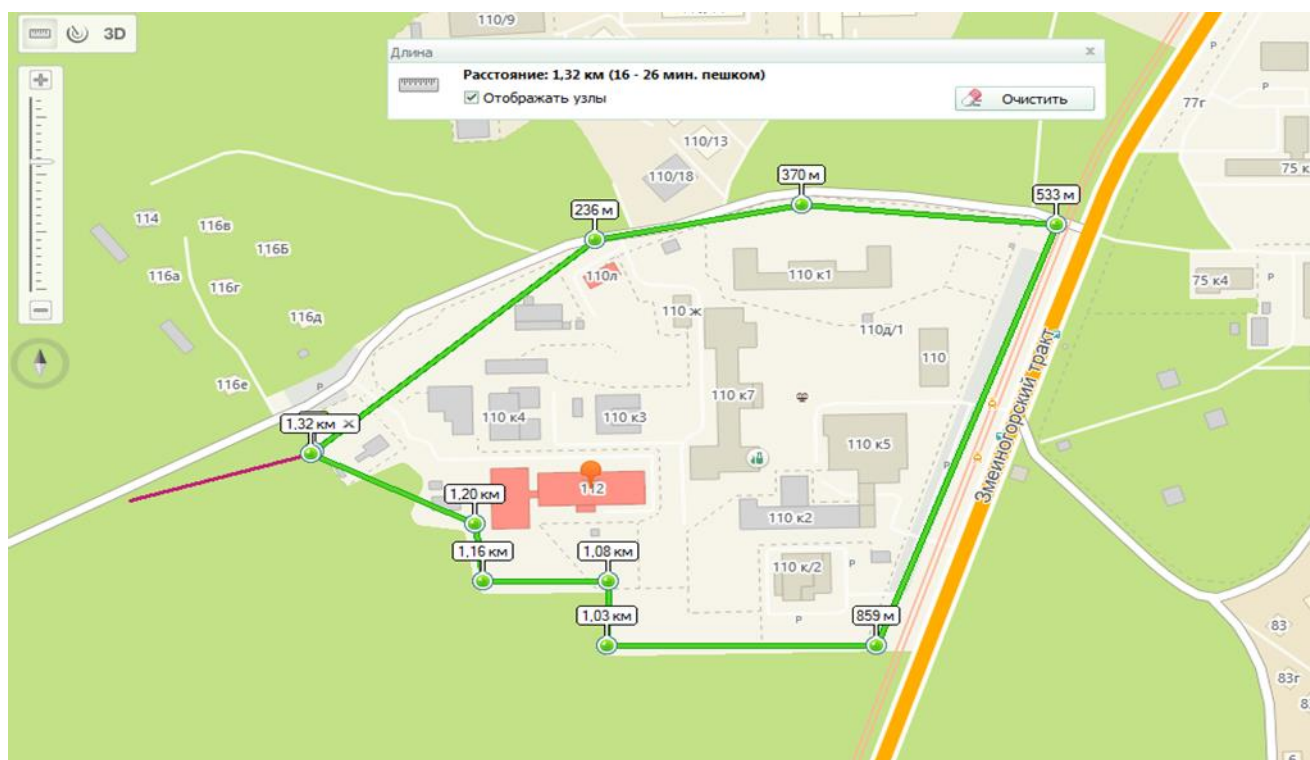 110/9
3D
Длина
Расстояние: 1,32 км (16 - 26 мин. пешком)
Отображать узлы
Очистить
P
P
77г
110/13
75 к
110/18
370 м
533 м
236 м
114
116в
116Б
116а
116г
110л
110 к1
75 к4
P
110 ж
116д
110д/1
110
116е
P
110 к7
Змеиногорский тракт
1,32 км
110 к4
110 к3
110 к5
P
112
1,20 км
110 к2
1,16 км
1,08 км
110 к/2
P
1,03 км
P
859 м
83
83г
8
6